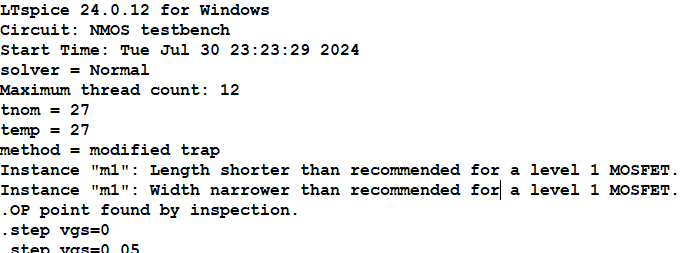 LTspice 24.0.12 for Windows
Circuit: NMOS testbench
Start Time: Tue Jul 30 23:23:29 2024
solver = Normal
Maximum thread count: 12
tnom = 27
temp = 27
method = modified trap
Instance "m1": Length shorter than recommended for a level 1 MOSFET.
Instance "m1": Width narrower than recommended for a level 1 MOSFET.
.OP point found by inspection.
.step vgs=0
.step vgs=0.05